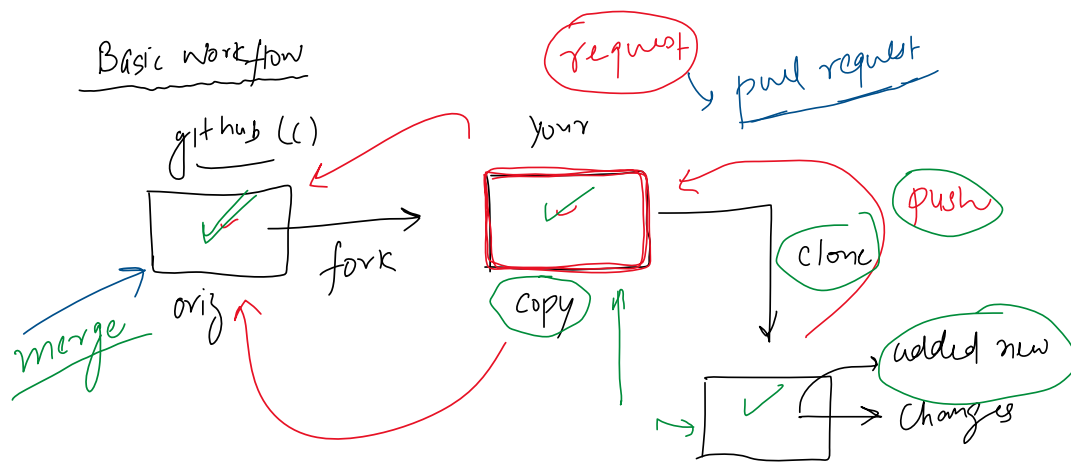 Basic workflow
request
pull request
github (c)
your
push
fork
clone
orig
copy
merge
added new
changes